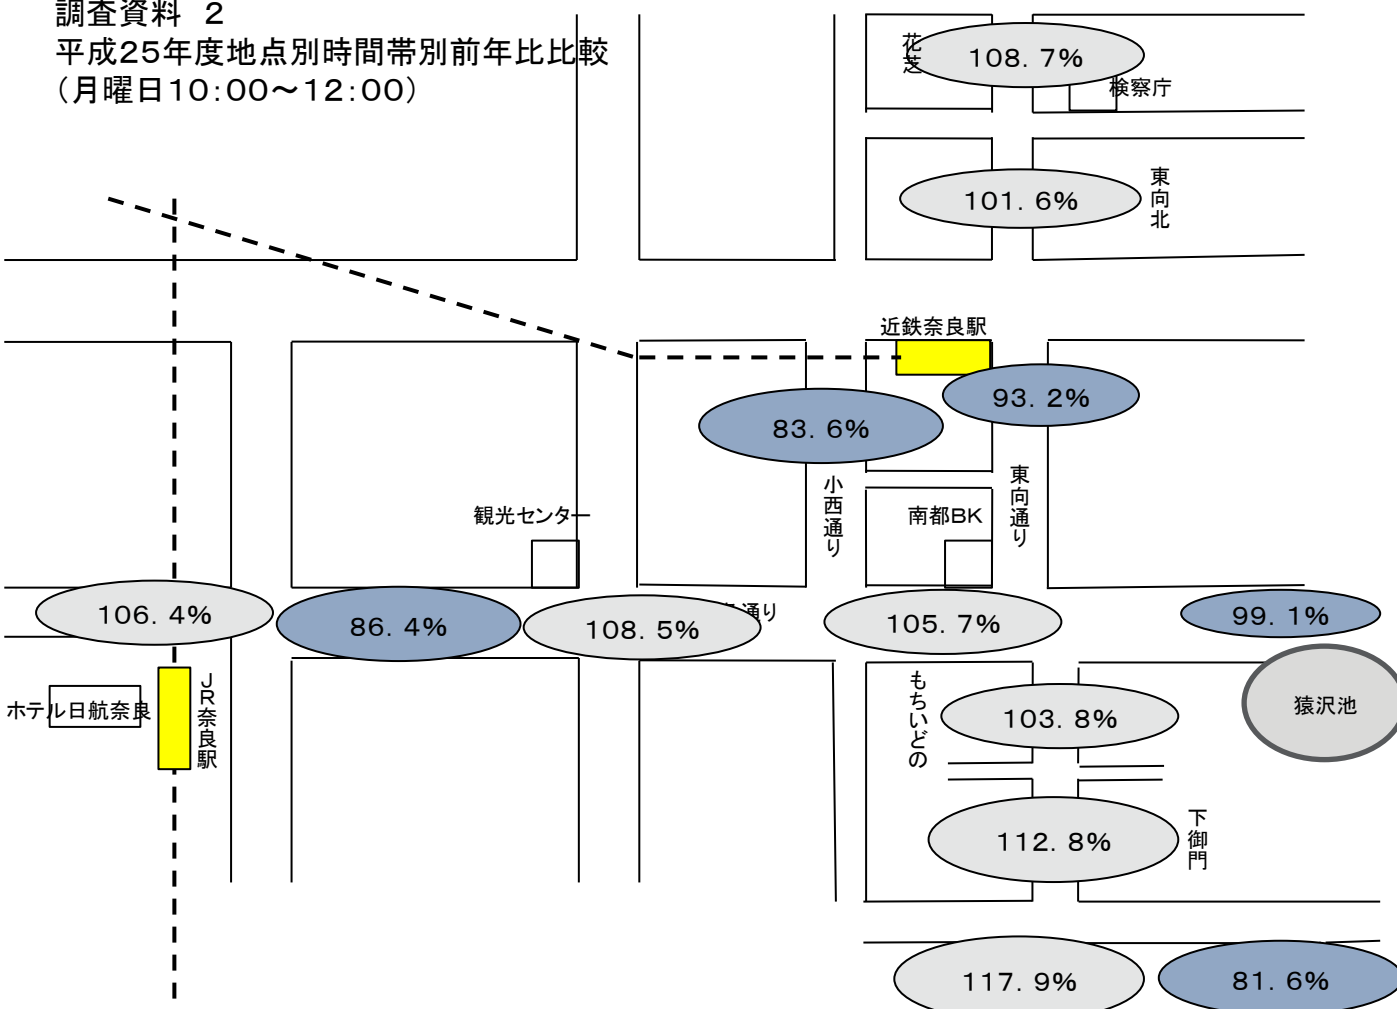 調査資料 2
平成25年度地点別時間帯別前年比比較
(月曜日10:00～12:00)
花芝
108. 7%
検察庁
101. 6%
東向北
近鉄奈良駅
93. 2%
83. 6%
小西通り
東向通り
南都BK
観光センター
106. 4%
86. 4%
108. 5%
通り
105. 7%
99. 1%
ホテル日航奈良
JR奈良駅
もちいどの
103. 8%
猿沢池
112. 8%
下御門
117. 9%
81. 6%